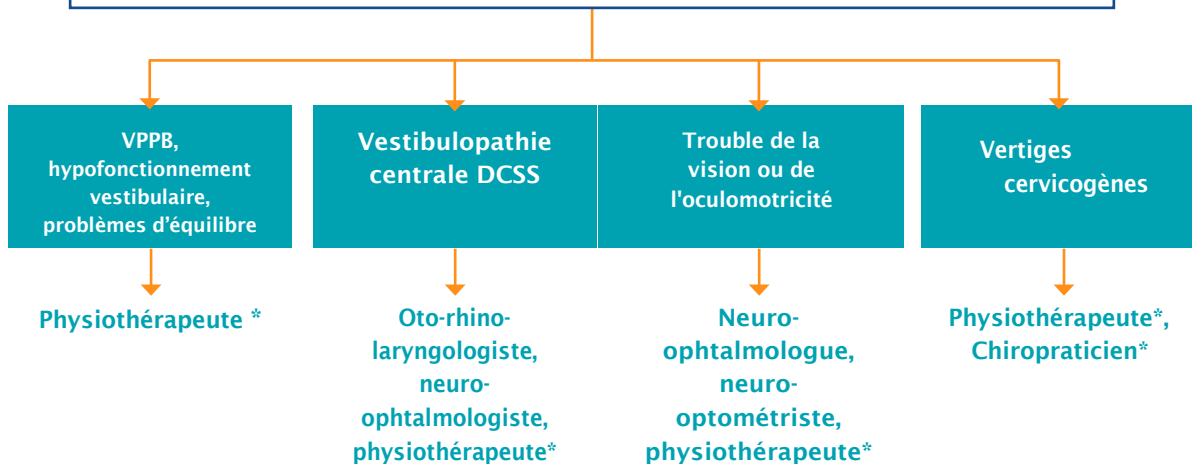 VPPB,
hypofonctionnement
vestibulaire,
problèmes d'équilibre
Vestibulopathie
centrale DCSS
Trouble de la
vision ou de
l'oculomotricité
Vertiges
cervicogènes
Physiothérapeute *
Oto-rhino-
laryngologiste,
neuro-
ophtalmologiste,
physiothérapeute*
Neuro-
ophtalmologue,
neuro-
optométriste,
physiothérapeute*
Physiothérapeute*,
Chiropraticien*